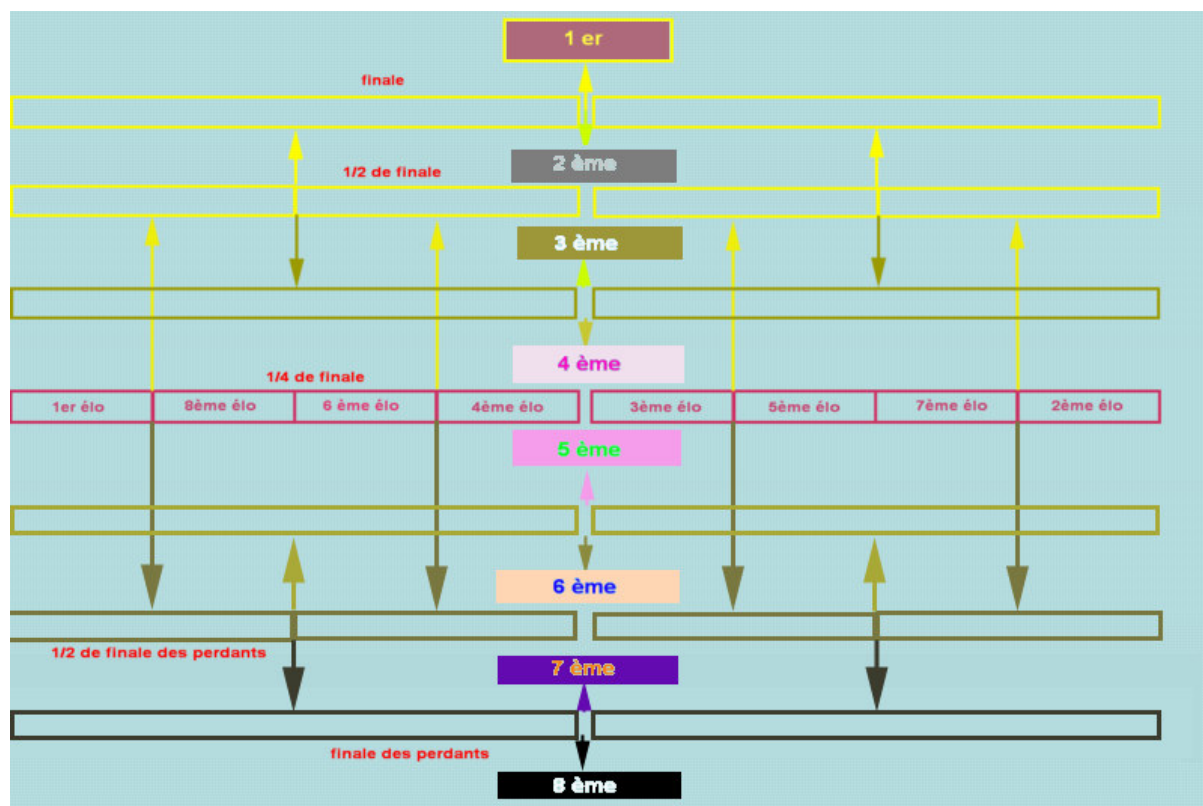 1 er
finale
2 ème
1/2 de finale
3 ème
4 ème
1/4 de finale
1er élo 8ème élo 6 ème élo 4ème élo 3ème élo 5ème élo 7ème élo 2ème élo
5 ème
6 ème
1/2 de finale des perdants
7 ème
finale des perdants
8 ème